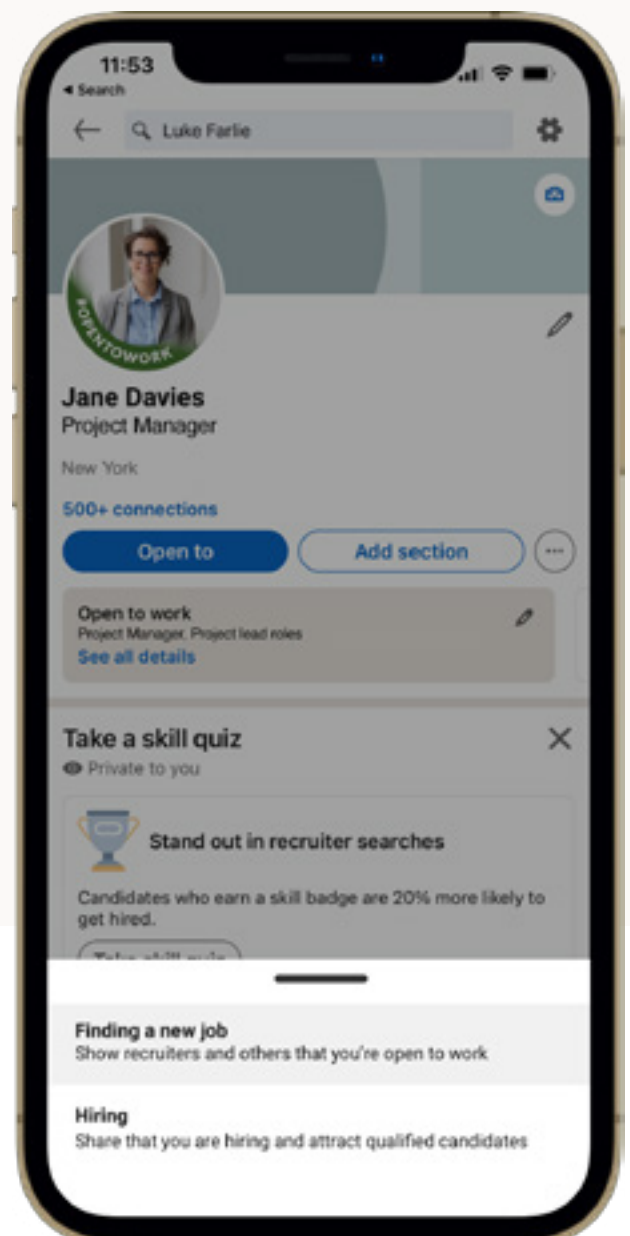 11:53
◂ Search
Luke Farlie
#OPENTOWORK
Jane Davies
Project Manager
New York
500+ connections
Open to
Add section
Open to work
Project Manager, Project lead roles
See all details
Take a skill quiz
Private to you
Stand out in recruiter searches
Candidates who earn a skill badge are 20% more likely to
get hired.
Take skill quiz
Finding a new job
Show recruiters and others that you're open to work
Hiring
Share that you are hiring and attract qualified candidates